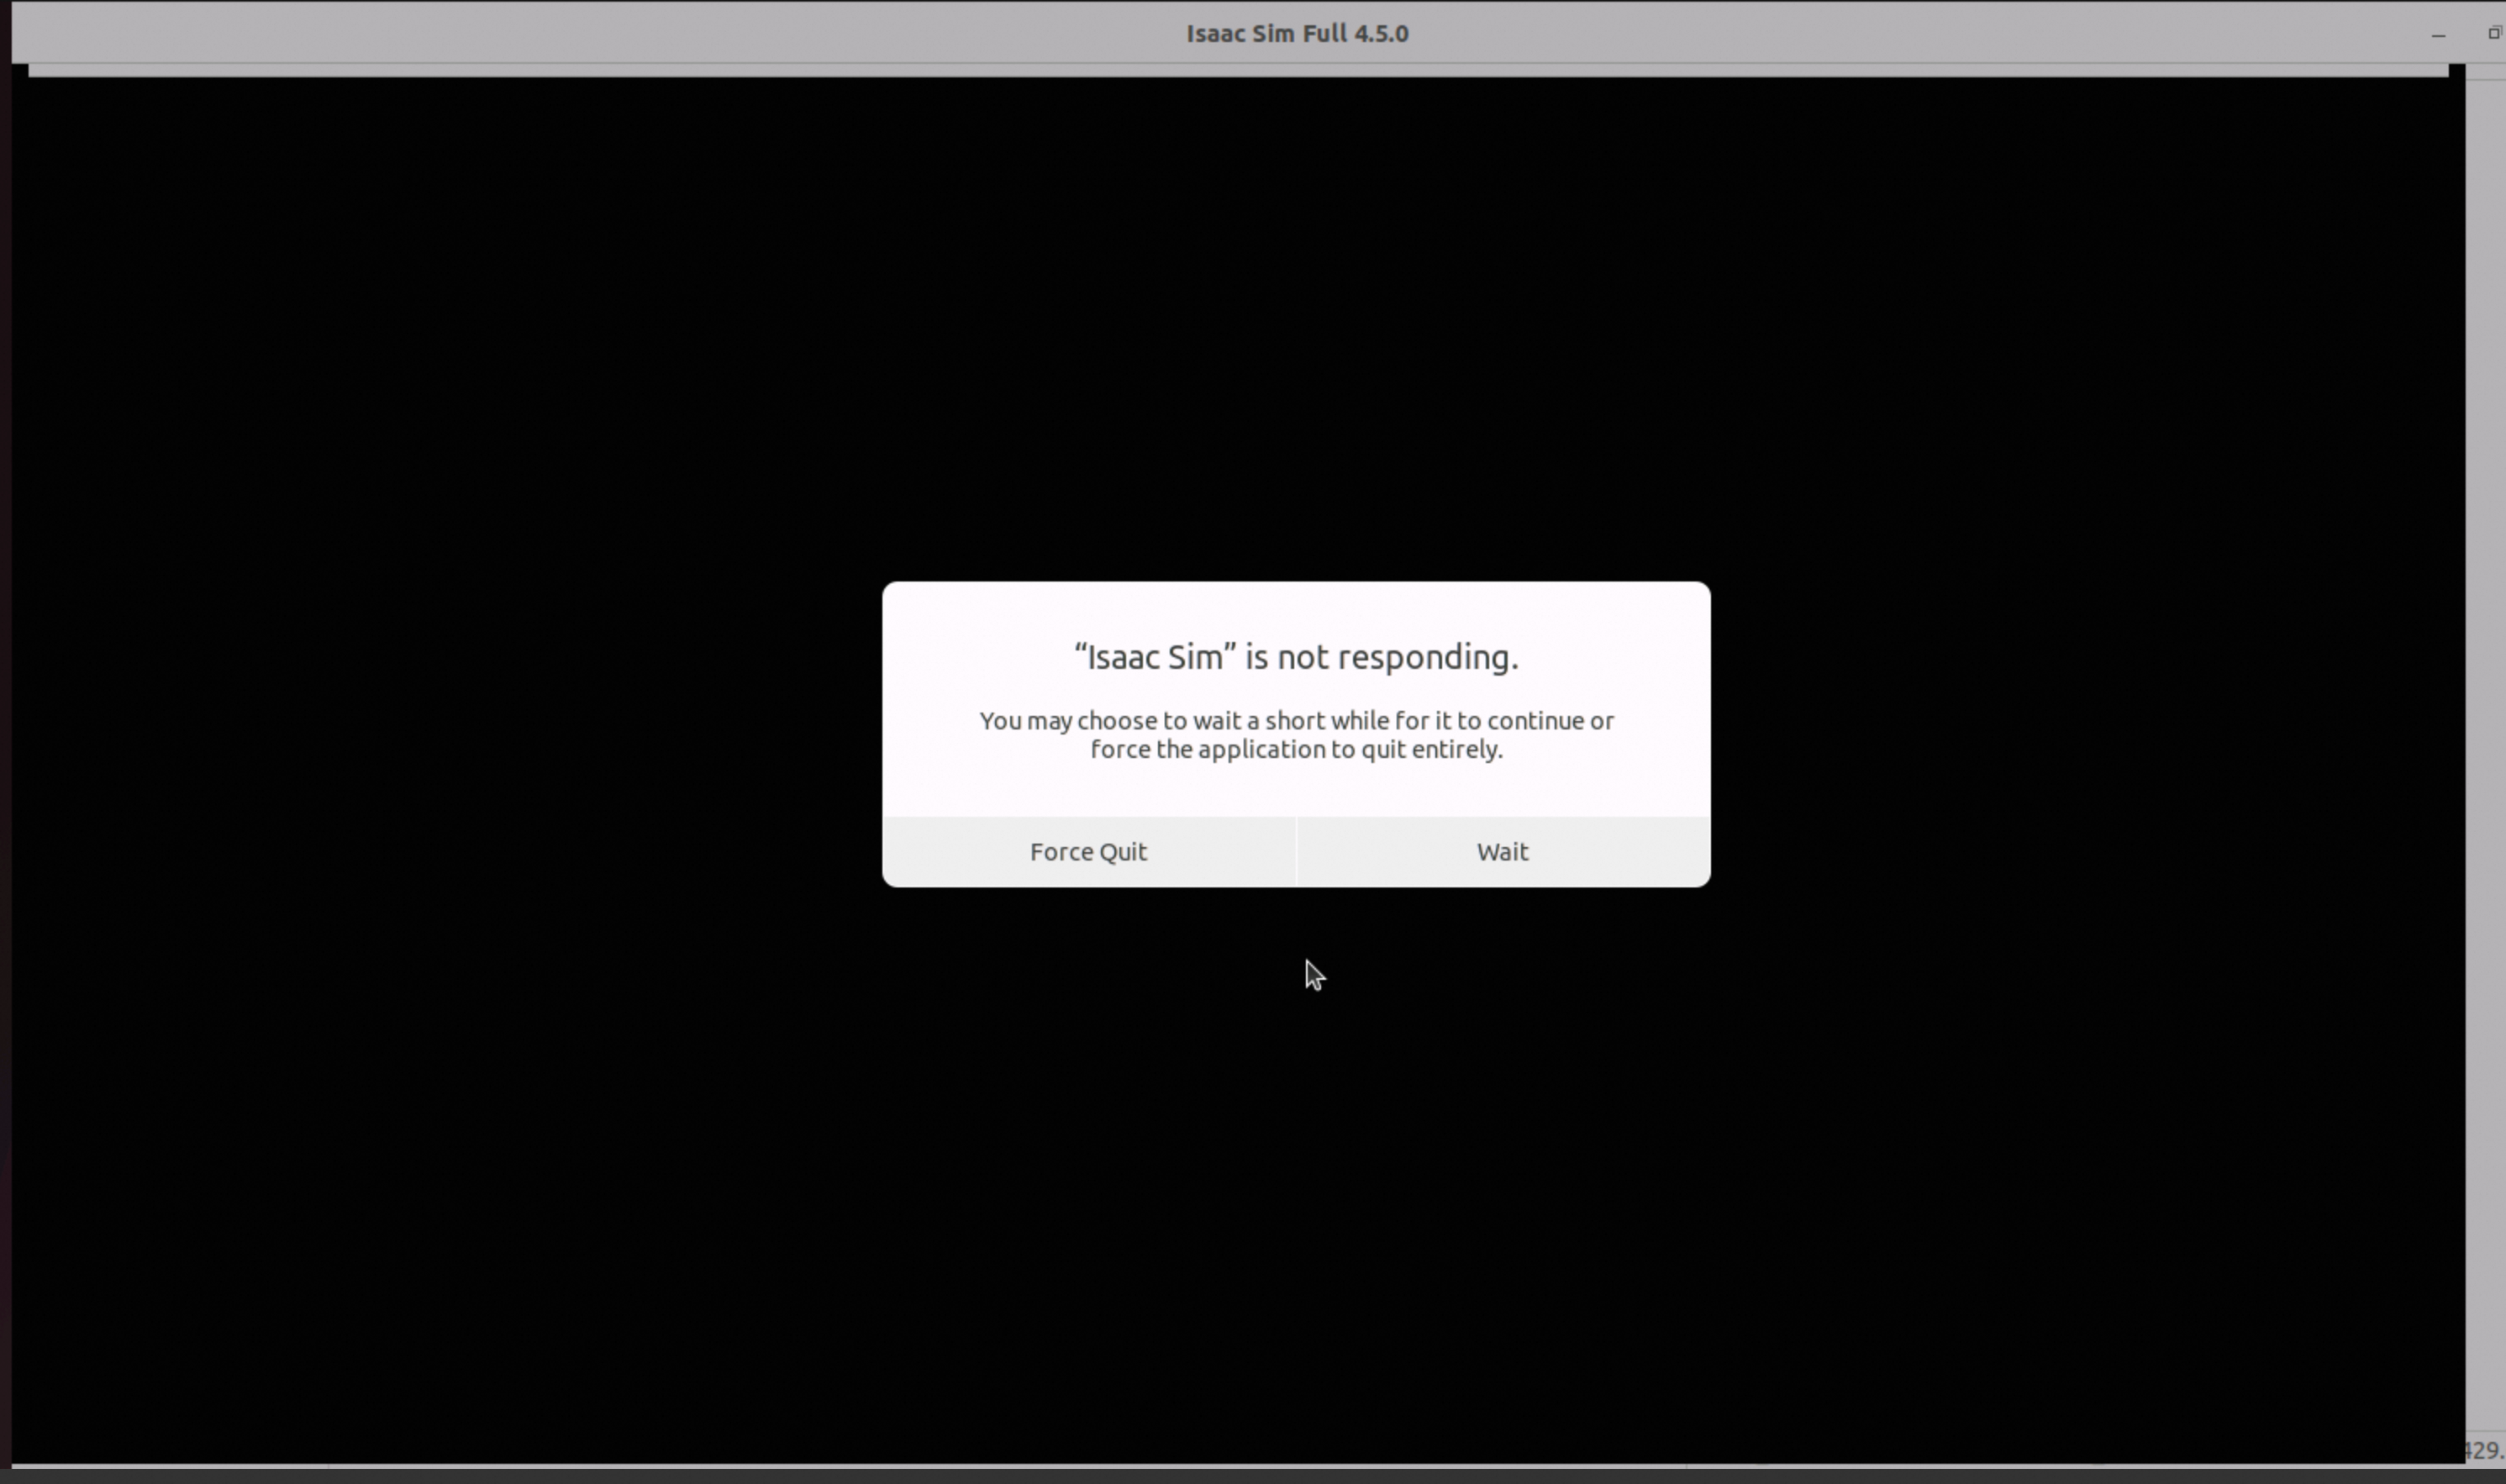 Isaac Sim Full 4.5.0
“Isaac Sim” is not responding.
You may choose to wait a short while for it to continue or
force the application to quit entirely.
Force Quit
Wait
429.